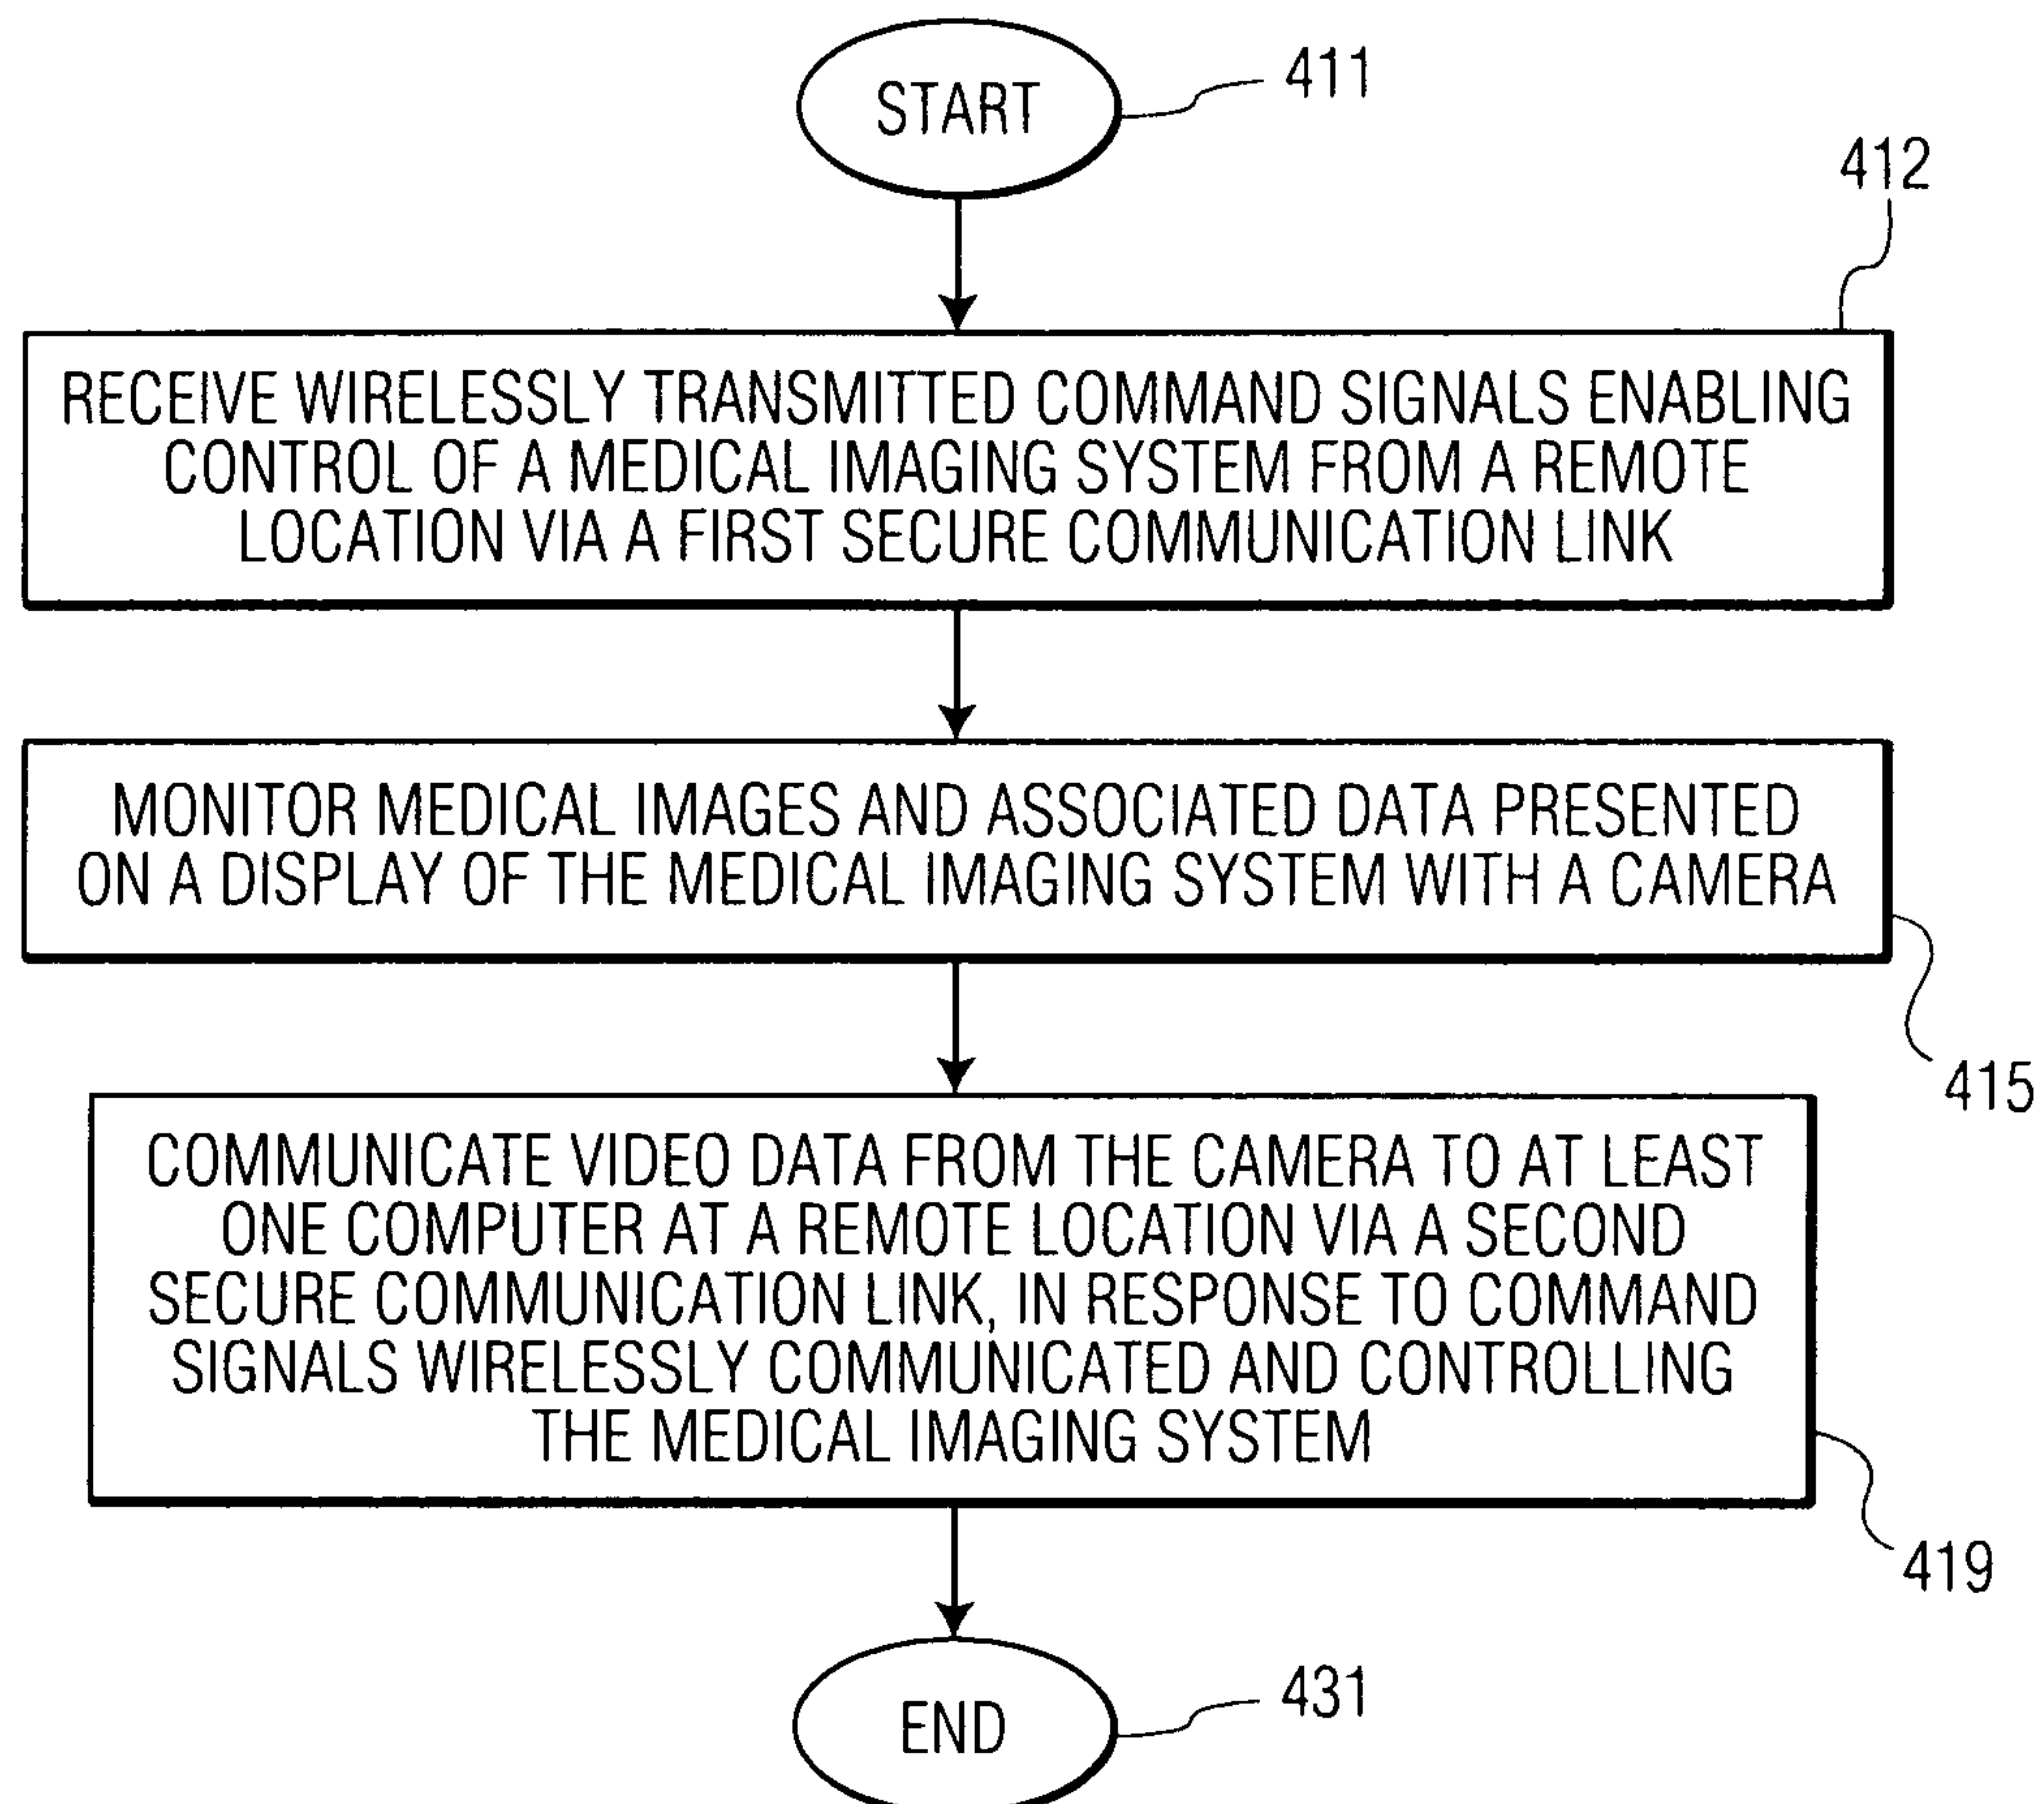 START
411
412
RECEIVE WIRELESSLY TRANSMITTED COMMAND SIGNALS ENABLING
CONTROL OF A MEDICAL IMAGING SYSTEM FROM A REMOTE
LOCATION VIA A FIRST SECURE COMMUNICATION LINK
MONITOR MEDICAL IMAGES AND ASSOCIATED DATA PRESENTED
ON A DISPLAY OF THE MEDICAL IMAGING SYSTEM WITH A CAMERA
415
COMMUNICATE VIDEO DATA FROM THE CAMERA TO AT LEAST
ONE COMPUTER AT A REMOTE LOCATION VIA A SECOND
SECURE COMMUNICATION LINK, IN RESPONSE TO COMMAND
SIGNALS WIRELESSLY COMMUNICATED AND CONTROLLING
THE MEDICAL IMAGING SYSTEM
419
END
431